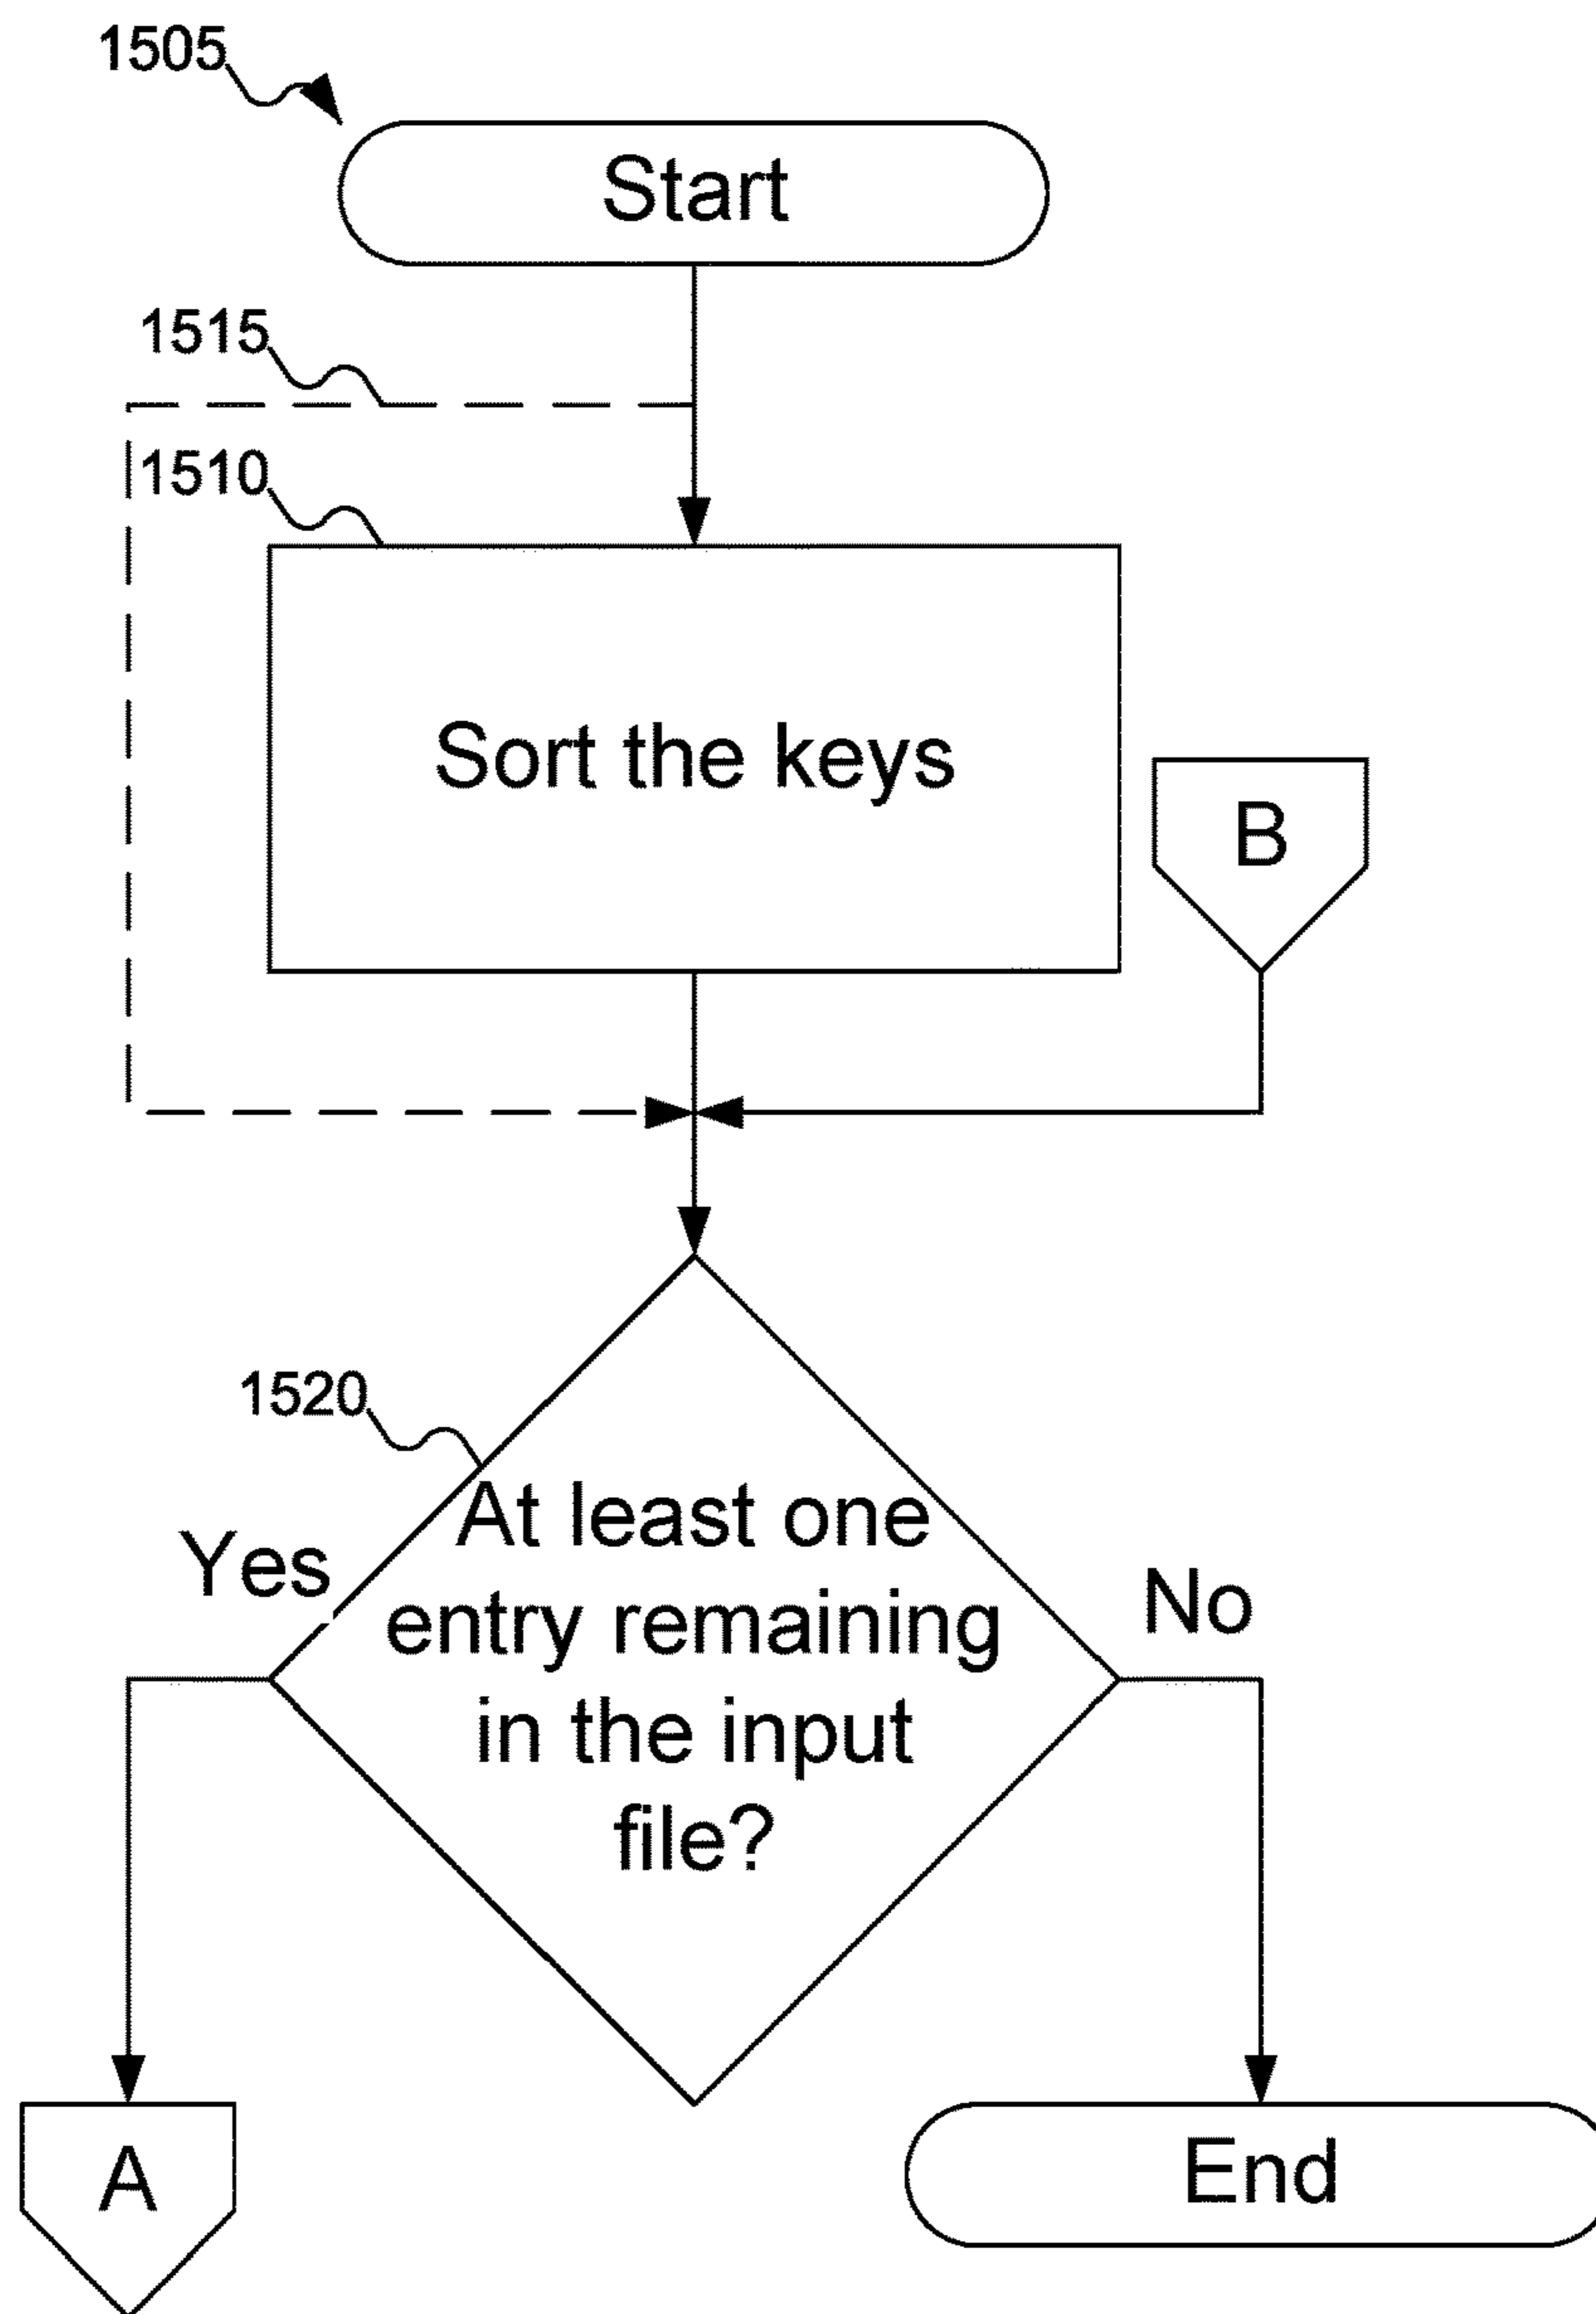 1505
Start
1515
1510
Sort the keys
B
1520
At least one
Yes
entry remaining
No
in the input
file?
A
End